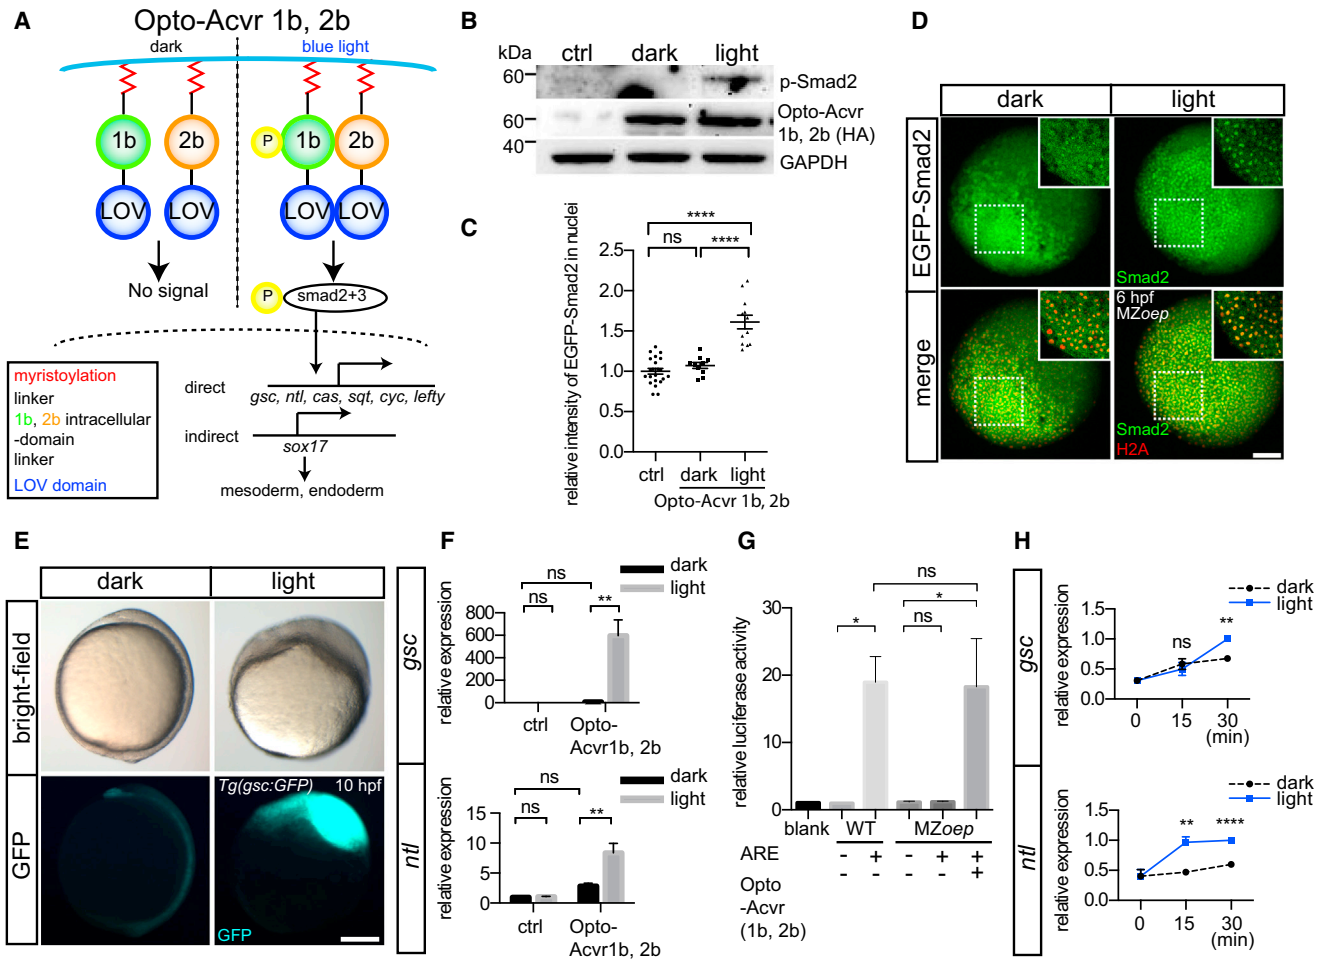 A
Opto-Acvr 1b, 2b
dark
blue light
1b
2b
P
1b
2b
LOV
LOV
LOV
LOV
No signal
P
smad2+3
myristoylation
linker
1b, 2b intracellular
-domain
linker
LOV domain
direct
gsc, ntl, cas, sqt, cyc, lefty
indirect
sox17
mesoderm, endoderm
B
kDa
ctrl
dark
light
60
p-Smad2
60
Opto-Acvr
1b, 2b (HA)
40
GAPDH
C
relative intensity of EGFP-Smad2 in nuclei
****
ns
****
2.5
2.0
1.5
1.0
0.5
0.0
ctrl
dark
light
Opto-Acvr 1b, 2b
D
dark
light
EGFP-Smad2
Smad2
merge
6 hpf
MZoep
Smad2
H2A
E
dark
light
bright-field
GFP
Tg(gsc:GFP)
10 hpf
GFP
F
gsc
dark
light
ns
ns
**
relative expression
800
600
400
200
0
ctrl
Opto-
Acvr1b, 2b
ntl
dark
light
ns
ns
**
relative expression
15
10
5
0
ctrl
Opto-
Acvr1b, 2b
G
relative luciferase activity
ns
*
*
ns
30
20
10
0
blank
WT
MZoep
ARE
- + - + +
Opto
-Acvr
(1b, 2b)
- - - - +
H
gsc
dark
light
relative expression
1.5
1.0
0.5
0.0
ns
**
0
15
30
(min)
ntl
dark
light
relative expression
1.5
1.0
0.5
0.0
**
****
0
15
30
(min)